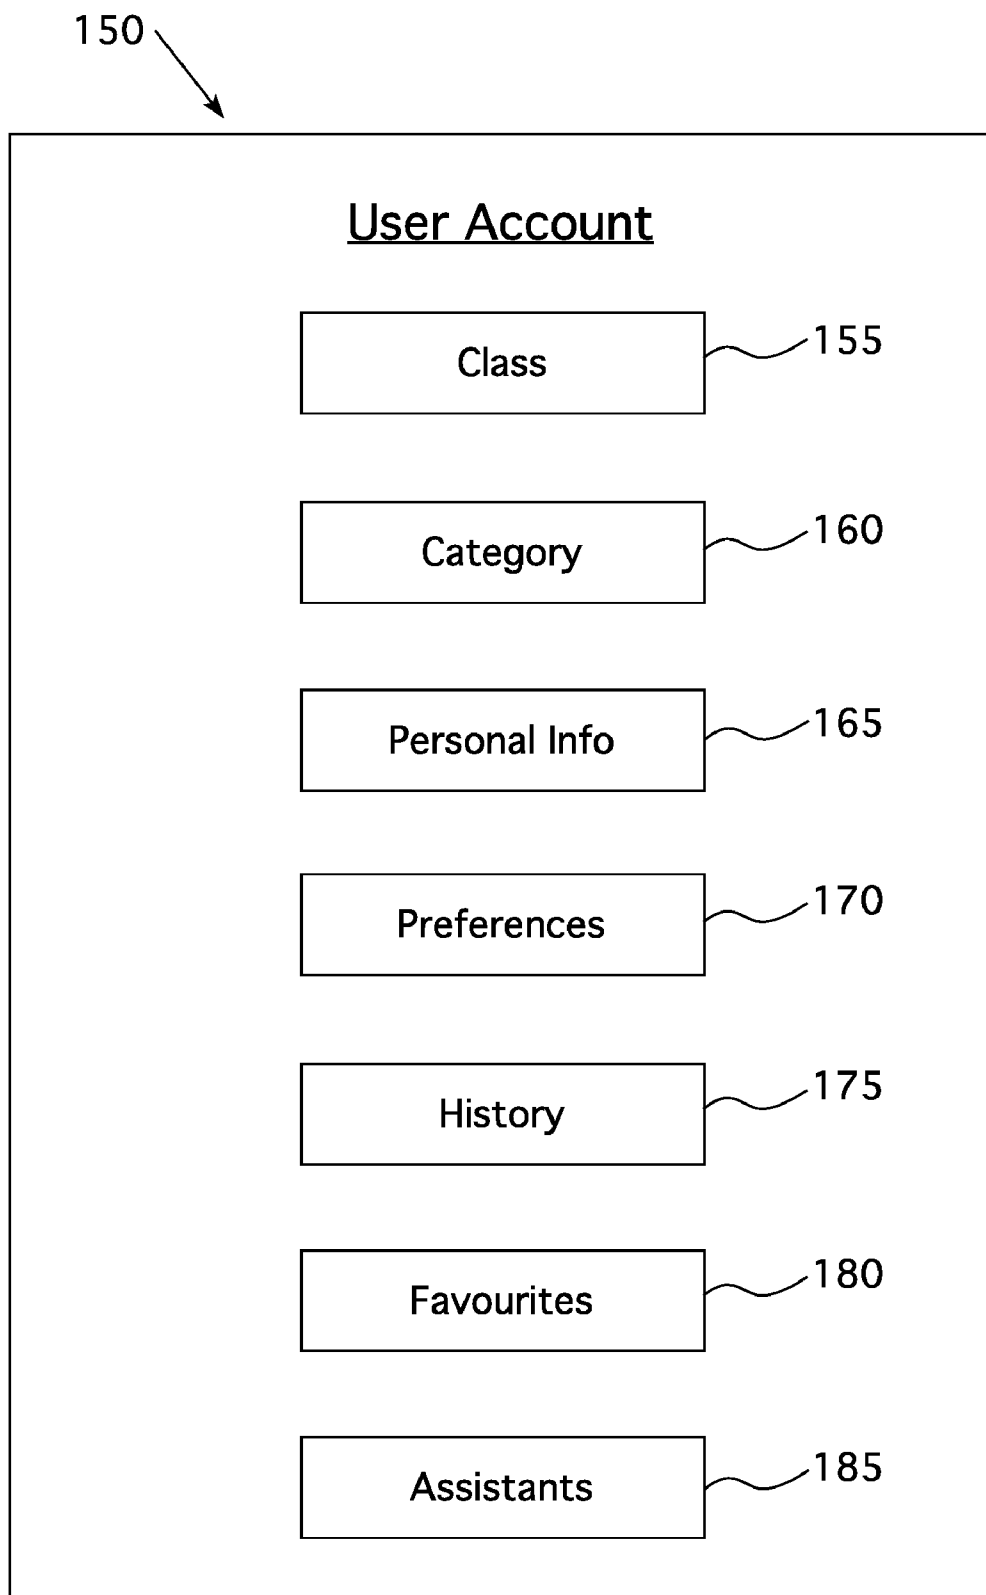 150
User Account
Class
155
Category
160
Personal Info
165
Preferences
170
History
175
Favourites
180
Assistants
185